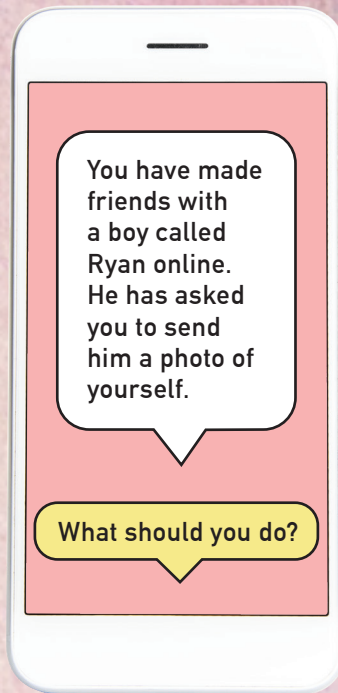 You have made
friends with
a boy called
Ryan online.
He has asked
you to send
him a photo of
yourself.
What should you do?